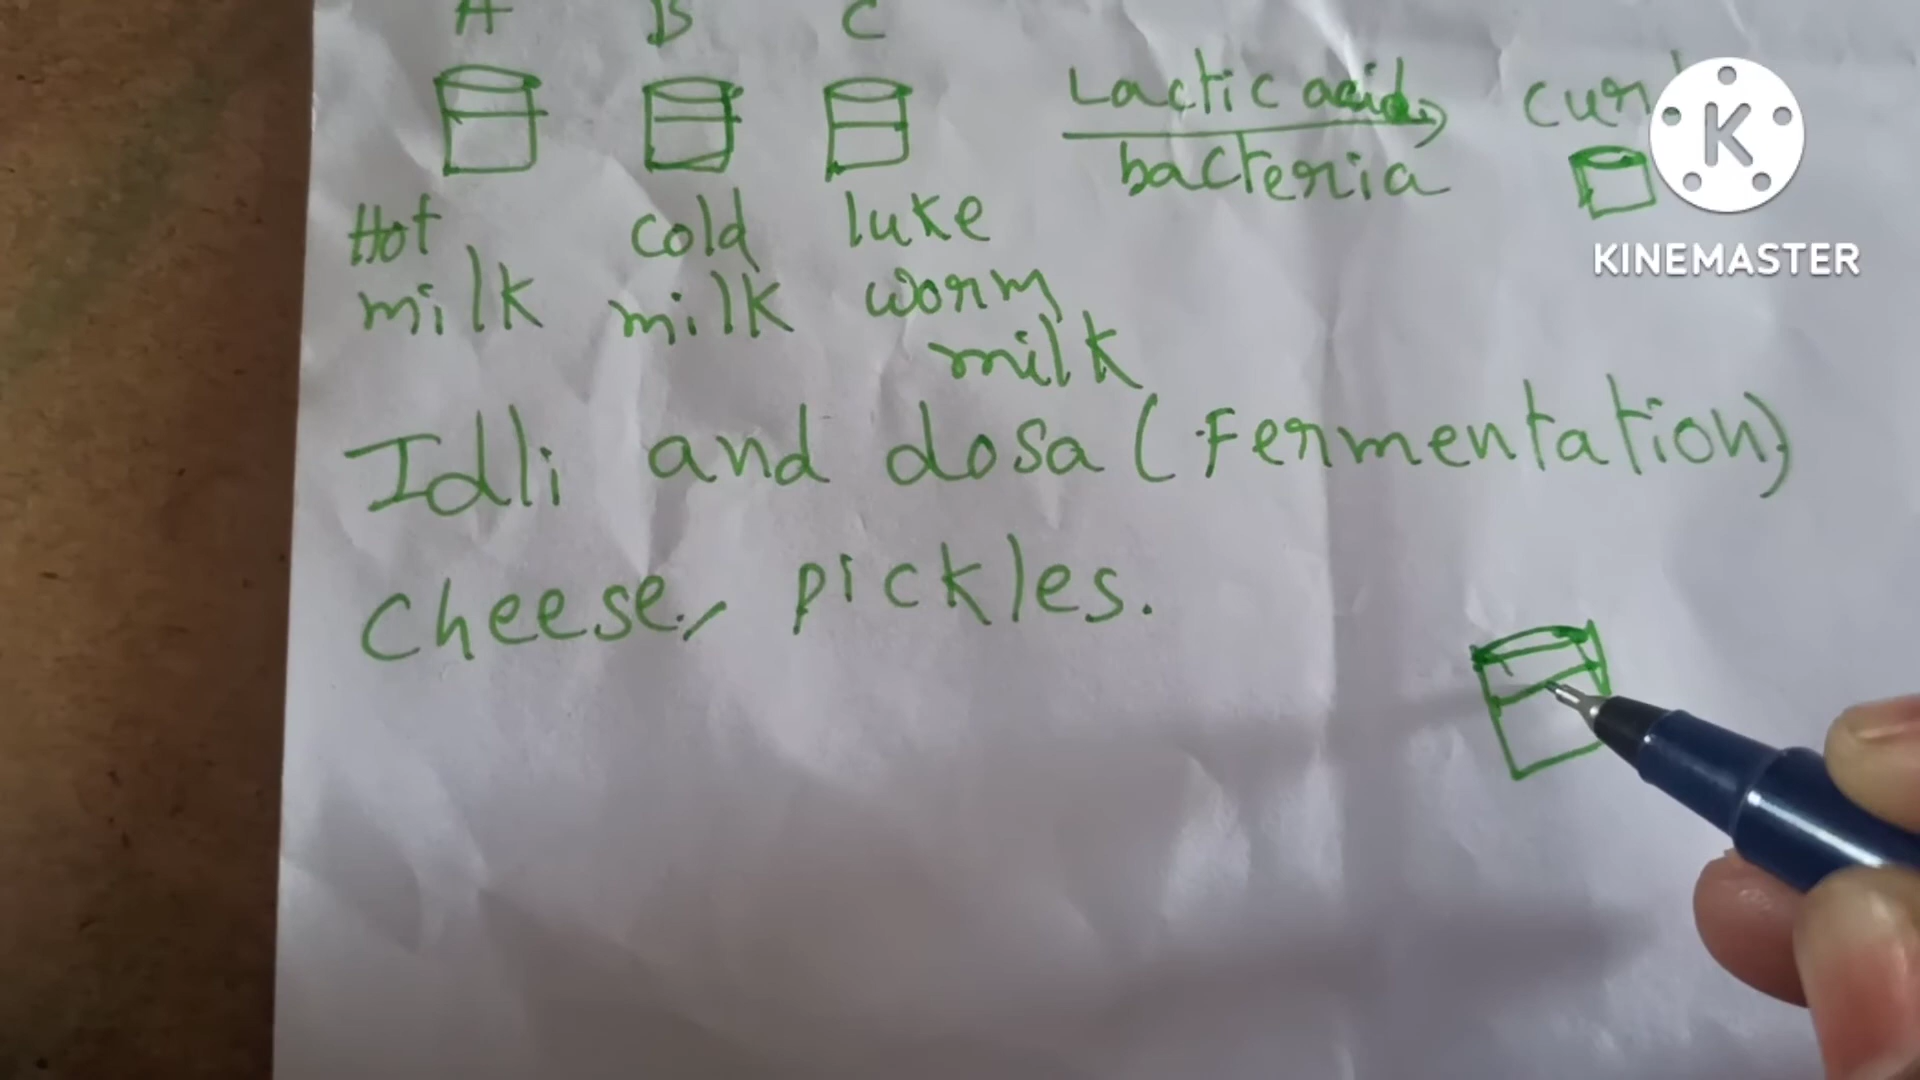 A B C
Lactic acid
bacteria
Hot milk
cold milk
luke worm milk
Idli and dosa (Fermentation)
cheese, pickles.
KINEMASTER